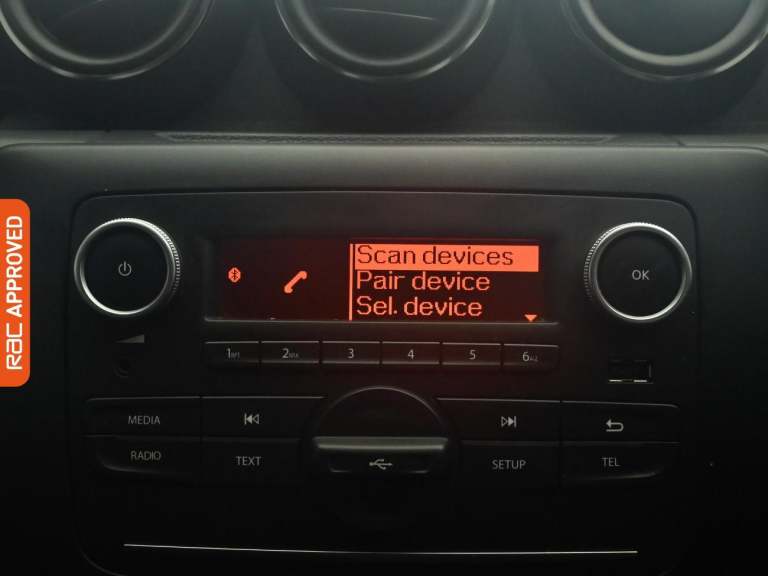 RAC APPROVED
Scan devices
Pair device
Sel. device
OK
1
2
3
4
5
6
MEDIA
RADIO
TEXT
SETUP
TEL